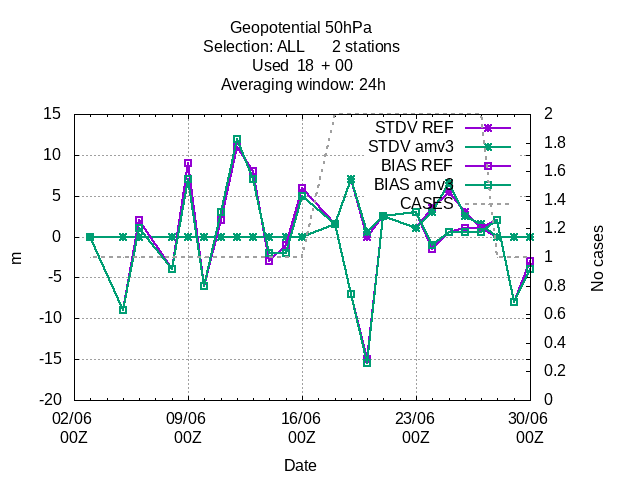 Geopotential 50hPa
Selection: ALL 2 stations
Used 18 + 00
Averaging window: 24h
15 2
STDV REF
1.8
STDV amv3
10 1.6
BIAS REF
BIAS amv3
5 1.4
CASES
0 1.2
m No cases
1
-5
0.8
-10 0.6
0.4
-15
0.2
-20 0
02/06 09/06 16/06 23/06 30/06
00Z 00Z 00Z 00Z 00Z
Date